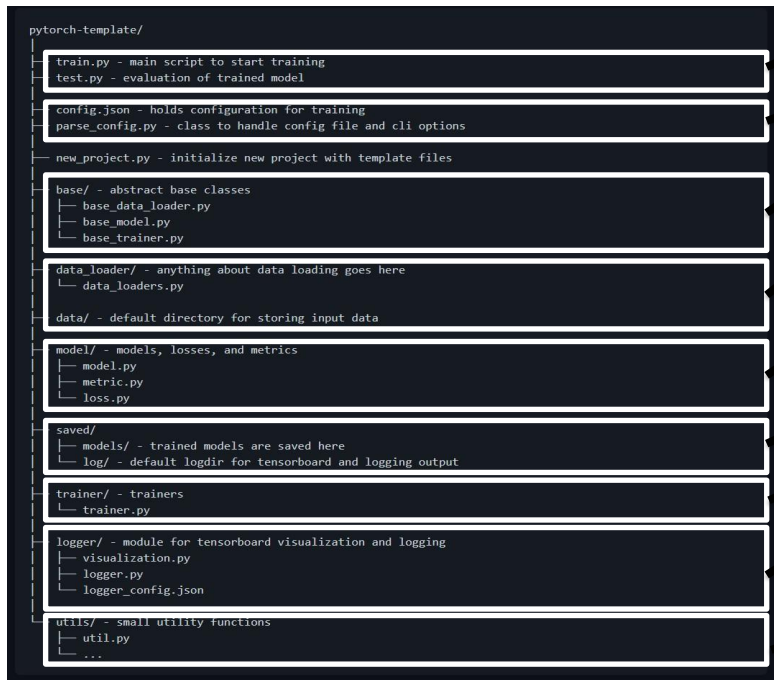 pytorch-template/
│
├── train.py - main script to start training
├── test.py - evaluation of trained model
│
├── config.json - holds configuration for training
├── parse_config.py - class to handle config file and cli options
│
├── new_project.py - initialize new project with template files
│
├── base/ - abstract base classes
│   ├── base_data_loader.py
│   ├── base_model.py
│   └── base_trainer.py
│
├── data_loader/ - anything about data loading goes here
│   └── data_loaders.py
│
├── data/ - default directory for storing input data
│
├── model/ - models, losses, and metrics
│   ├── model.py
│   ├── metric.py
│   └── loss.py
│
├── saved/
│   ├── models/ - trained models are saved here
│   └── log/ - default logdir for tensorboard and logging output
│
├── trainer/ - trainers
│   └── trainer.py
│
├── logger/ - module for tensorboard visualization and logging
│   ├── visualization.py
│   ├── logger.py
│   └── logger_config.json
│
└── utils/ - small utility functions
    ├── util.py
    └── ...